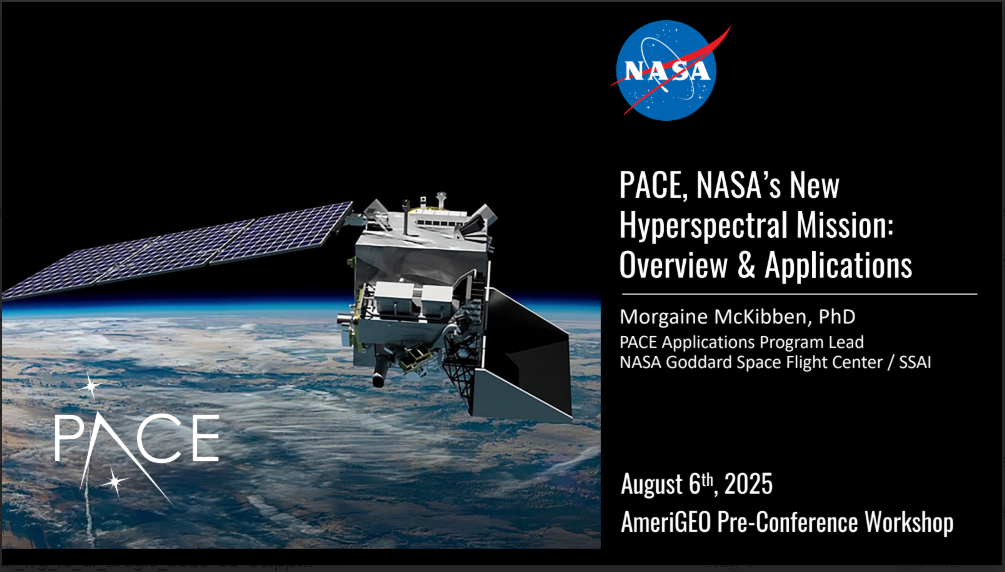 NASA
PACE, NASA's New
Hyperspectral Mission:
Overview & Applications
Morgaine McKibben, PhD
PACE Applications Program Lead
NASA Goddard Space Flight Center / SSAI
PACE
August 6th, 2025
AmeriGEO Pre-Conference Workshop